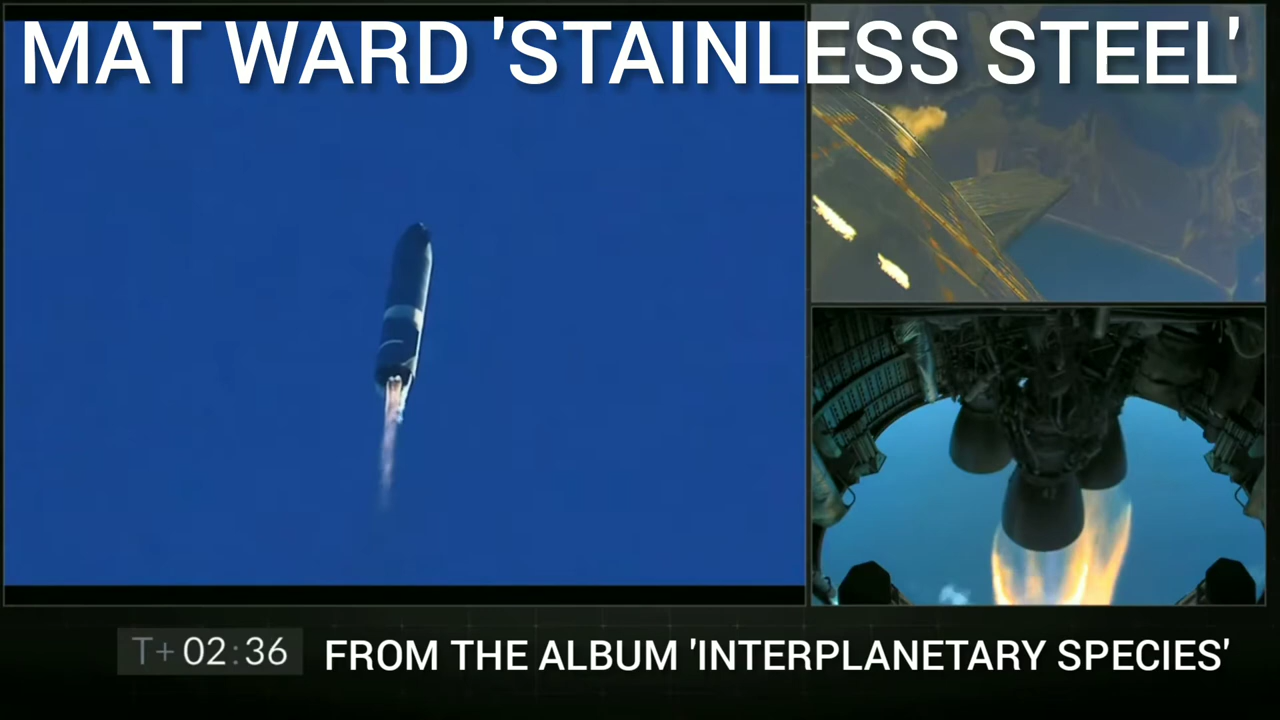 MAT WARD 'STAINLESS STEEL'
T+ 02:36
FROM THE ALBUM 'INTERPLANETARY SPECIES'